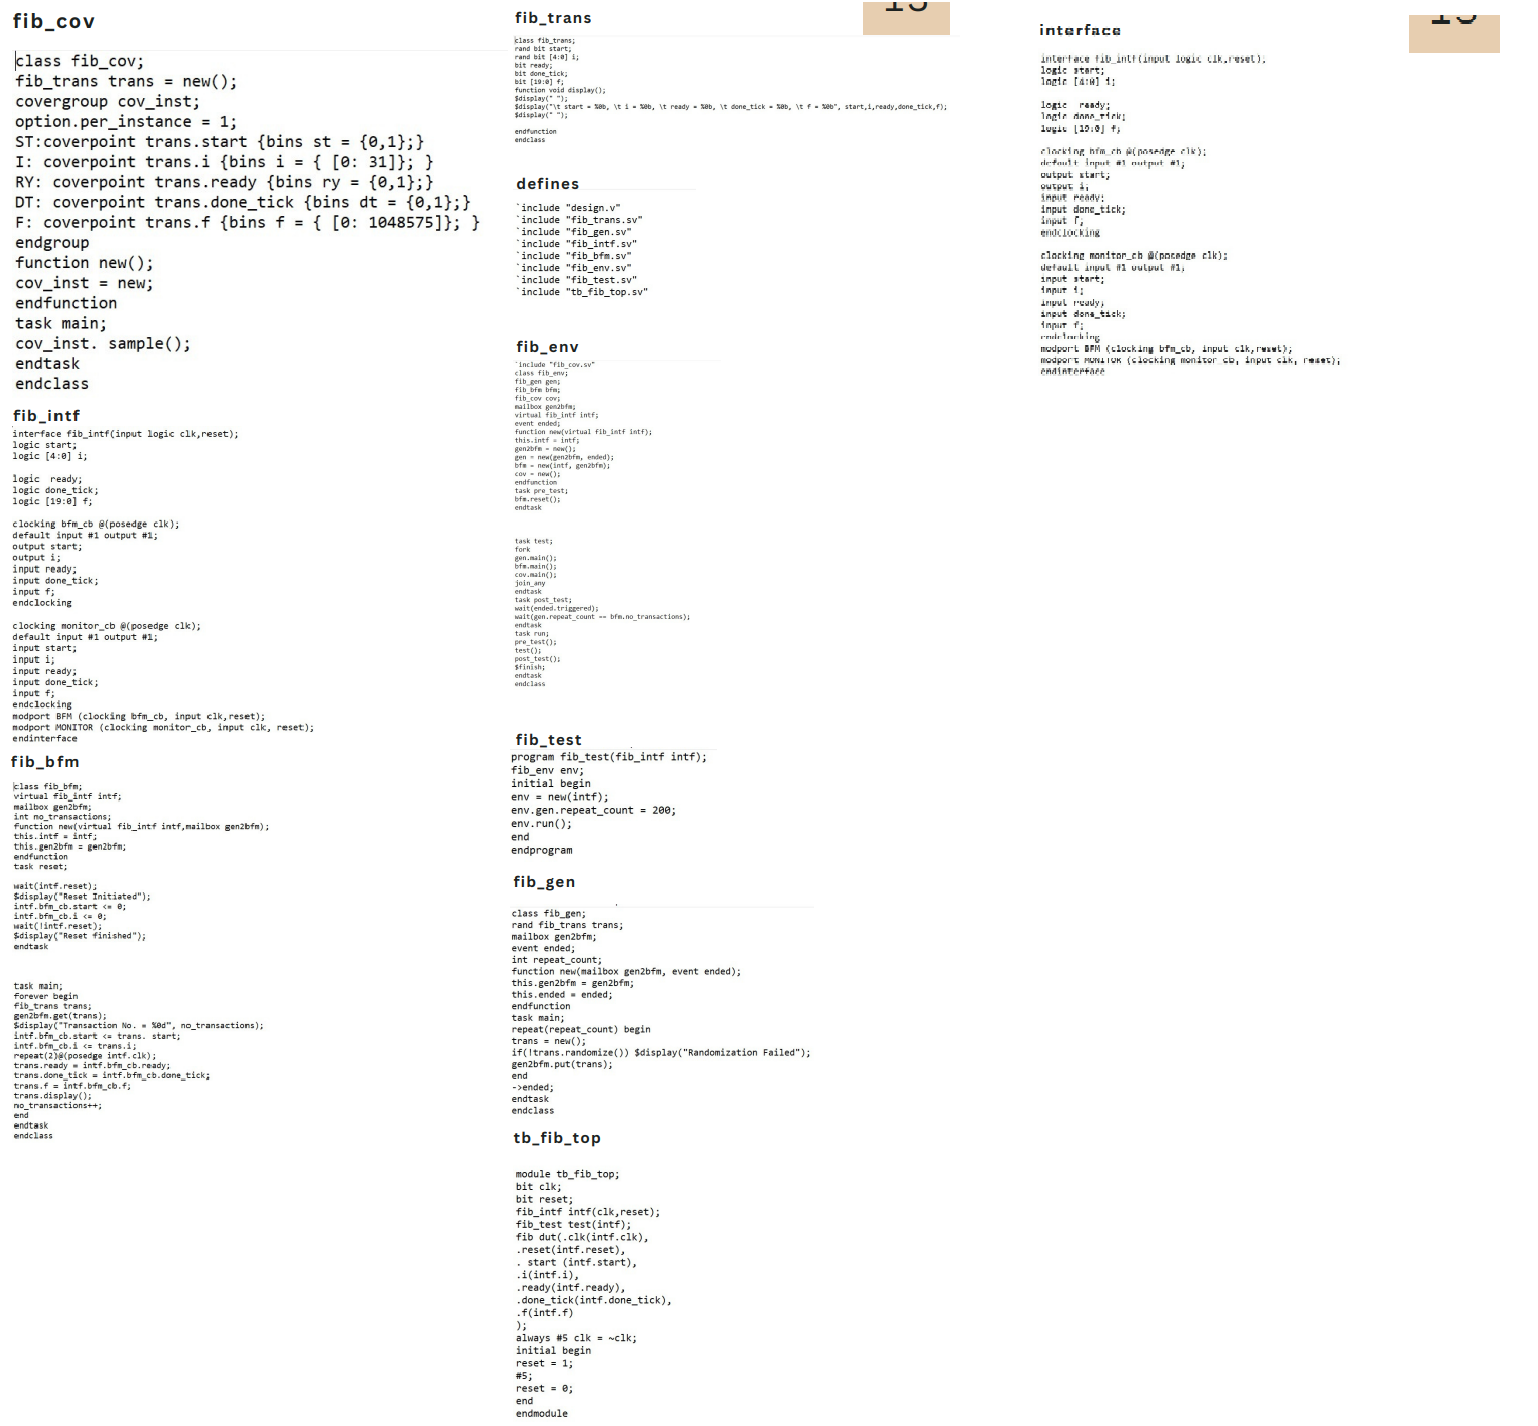 fib_cov
class fib_cov;
fib_trans trans = new();
covergroup cov_inst;
option.per_instance = 1;
ST:coverpoint trans.start {bins st = {0,1};}
I: coverpoint trans.i {bins i = { [0: 31]}; }
RY: coverpoint trans.ready {bins ry = {0,1};}
DT: coverpoint trans.done_tick {bins dt = {0,1};}
F: coverpoint trans.f {bins f = { [0: 1048575]}; }
endgroup
function new();
cov_inst = new;
endfunction
task main;
cov_inst. sample();
endtask
endclass
fib_intf
interface fib_intf(input logic clk,reset);
logic start;
logic [4:0] i;
logic  ready;
logic done_tick;
logic [19:0] f;
clocking bfm_cb @(posedge clk);
default input #1 output #1;
output start;
output i;
input ready;
input done_tick;
input f;
endclocking
clocking monitor_cb @(posedge clk);
default input #1 output #1;
input start;
input i;
input ready;
input done_tick;
input f;
endclocking
modport BFM (clocking bfm_cb, input clk,reset);
modport MONITOR (clocking monitor_cb, input clk, reset);
endinterface
fib_bfm
class fib_bfm;
virtual fib_intf intf;
mailbox gen2bfm;
int no_transactions;
function new(virtual fib_intf intf,mailbox gen2bfm);
this.intf = intf;
this.gen2bfm = gen2bfm;
endfunction
task reset;
wait(intf.reset);
$display("Reset Initiated");
intf.bfm_cb.start <= 0;
intf.bfm_cb.i <= 0;
wait(!intf.reset);
$display("Reset finished");
endtask
task main;
forever begin
fib_trans trans;
gen2bfm.get(trans);
$display("Transaction No. = %0d", no_transactions);
intf.bfm_cb.start <= trans. start;
intf.bfm_cb.i <= trans.i;
repeat(2)@(posedge intf.clk);
trans.ready = intf.bfm_cb.ready;
trans.done_tick = intf.bfm_cb.done_tick;
trans.f = intf.bfm_cb.f;
trans.display();
no_transactions++;
end
endtask
endclass
fib_trans
class fib_trans;
rand bit start;
rand bit [4:0] i;
bit ready;
bit done_tick;
bit [19:0] f;
function void display();
$display(" ");
$display("\t start = %0b, \t i = %0b, \t ready = %0b, \t done_tick = %0b, \t f = %0b", start,i,ready,done_tick,f);
$display(" ");
endfunction
endclass
defines
`include "design.v"
`include "fib_trans.sv"
`include "fib_gen.sv"
`include "fib_intf.sv"
`include "fib_bfm.sv"
`include "fib_env.sv"
`include "fib_test.sv"
`include "tb_fib_top.sv"
fib_env
`include "fib_cov.sv"
class fib_env;
fib_gen gen;
fib_bfm bfm;
fib_cov cov;
mailbox gen2bfm;
virtual fib_intf intf;
event ended;
function new(virtual fib_intf intf);
this.intf = intf;
gen2bfm = new();
gen = new(gen2bfm, ended);
bfm = new(intf, gen2bfm);
cov = new();
endfunction
task pre_test;
bfm.reset();
endtask
task test;
fork
gen.main();
bfm.main();
cov.main();
join_any
endtask
task post_test;
wait(ended.triggered);
wait(gen.repeat_count == bfm.no_transactions);
endtask
task run;
pre_test();
test();
post_test();
$finish;
endtask
endclass
fib_test
program fib_test(fib_intf intf);
fib_env env;
initial begin
env = new(intf);
env.gen.repeat_count = 200;
env.run();
end
endprogram
fib_gen
class fib_gen;
rand fib_trans trans;
mailbox gen2bfm;
event ended;
int repeat_count;
function new(mailbox gen2bfm, event ended);
this.gen2bfm = gen2bfm;
this.ended = ended;
endfunction
task main;
repeat(repeat_count) begin
trans = new();
if(!trans.randomize()) $display("Randomization Failed");
gen2bfm.put(trans);
end
->ended;
endtask
endclass
tb_fib_top
module tb_fib_top;
bit clk;
bit reset;
fib_intf intf(clk,reset);
fib_test test(intf);
fib dut(.clk(intf.clk),
.reset(intf.reset),
. start (intf.start),
.i(intf.i),
.ready(intf.ready),
.done_tick(intf.done_tick),
.f(intf.f)
);
always #5 clk = ~clk;
initial begin
reset = 1;
#5;
reset = 0;
end
endmodule
interface
interface fib_intf(input logic clk,reset);
logic start;
logic [4:0] i;
logic  ready;
logic done_tick;
logic [19:0] f;
clocking bfm_cb @(posedge clk);
default input #1 output #1;
output start;
output i;
input ready;
input done_tick;
input f;
endclocking
clocking monitor_cb @(posedge clk);
default input #1 output #1;
input start;
input i;
input ready;
input done_tick;
input f;
endclocking
modport BFM (clocking bfm_cb, input clk,reset);
modport MONITOR (clocking monitor_cb, input clk, reset);
endinterface